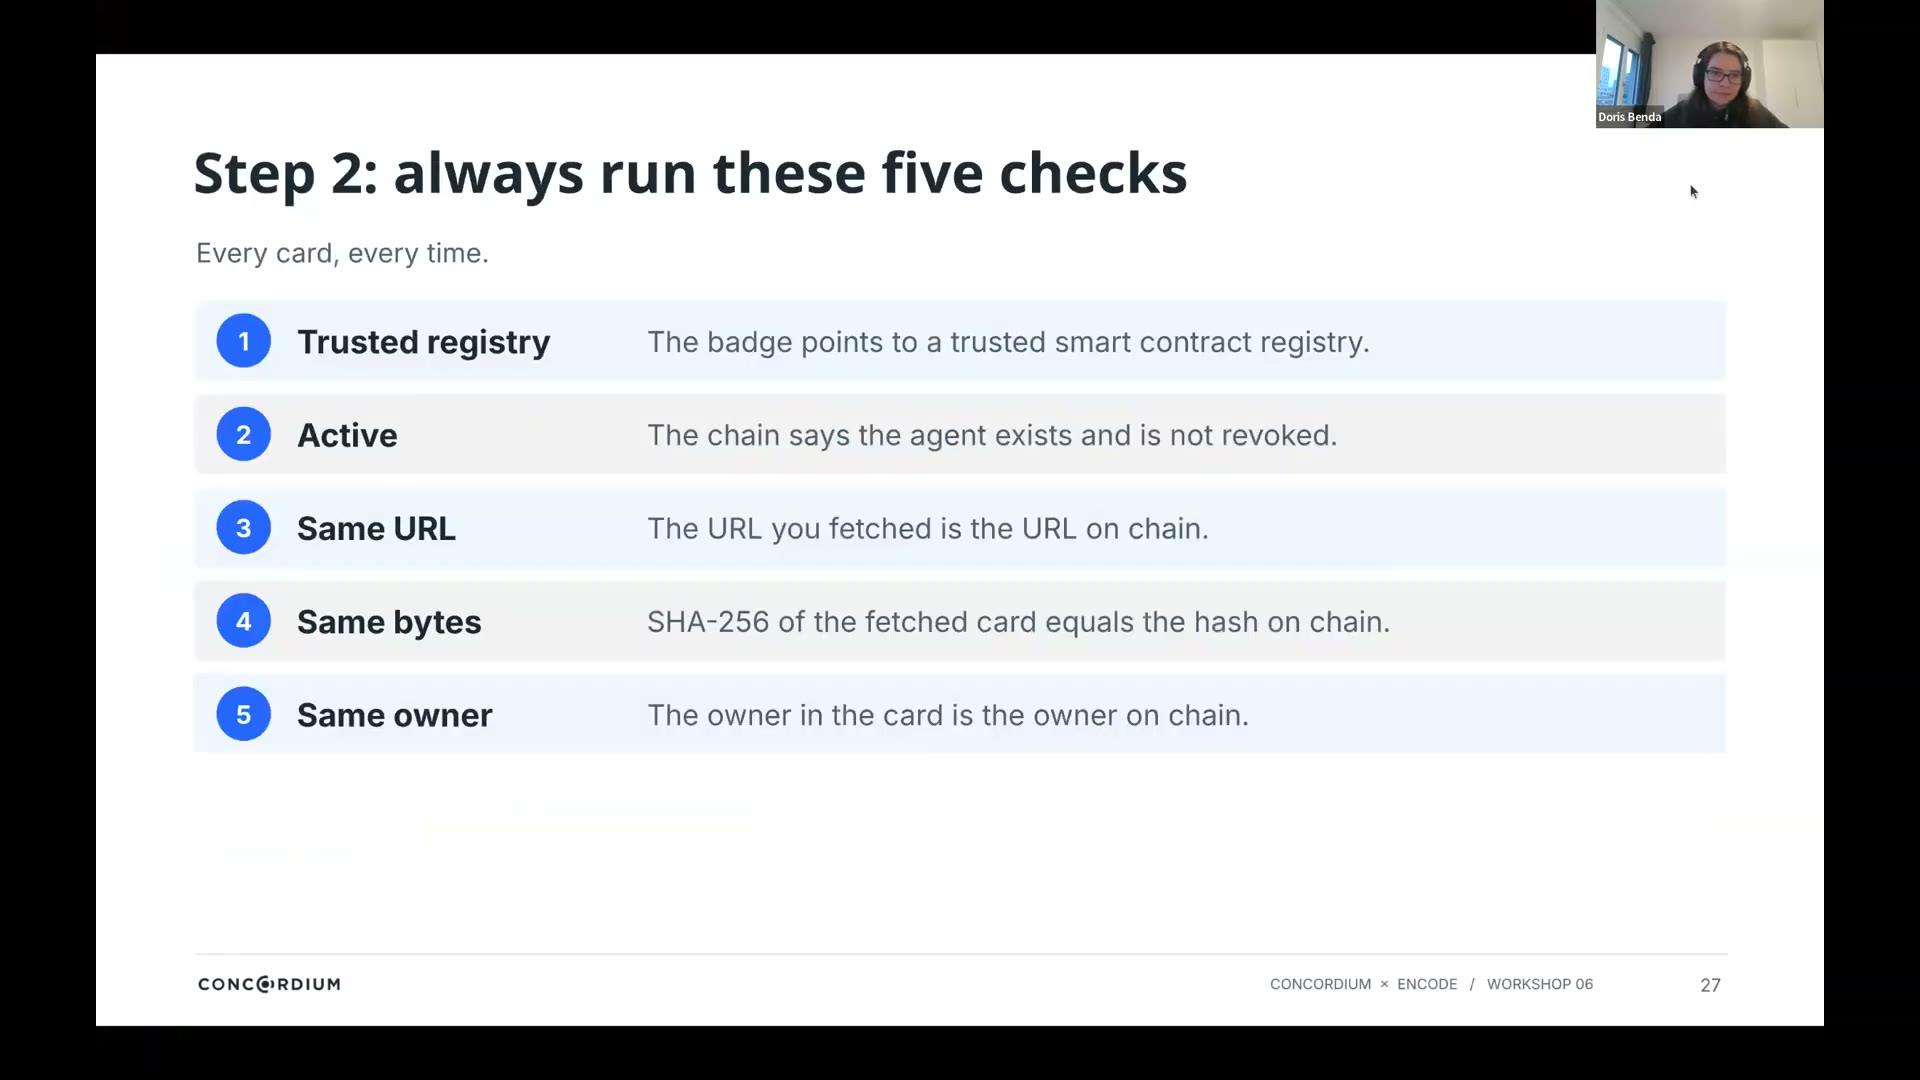 Doris Benda
Step 2: always run these five checks
Every card, every time.
1 Trusted registry The badge points to a trusted smart contract registry.
2 Active The chain says the agent exists and is not revoked.
3 Same URL The URL you fetched is the URL on chain.
4 Same bytes SHA-256 of the fetched card equals the hash on chain.
5 Same owner The owner in the card is the owner on chain.
CONCORDIUM CONCORDIUM × ENCODE / WORKSHOP 06 27